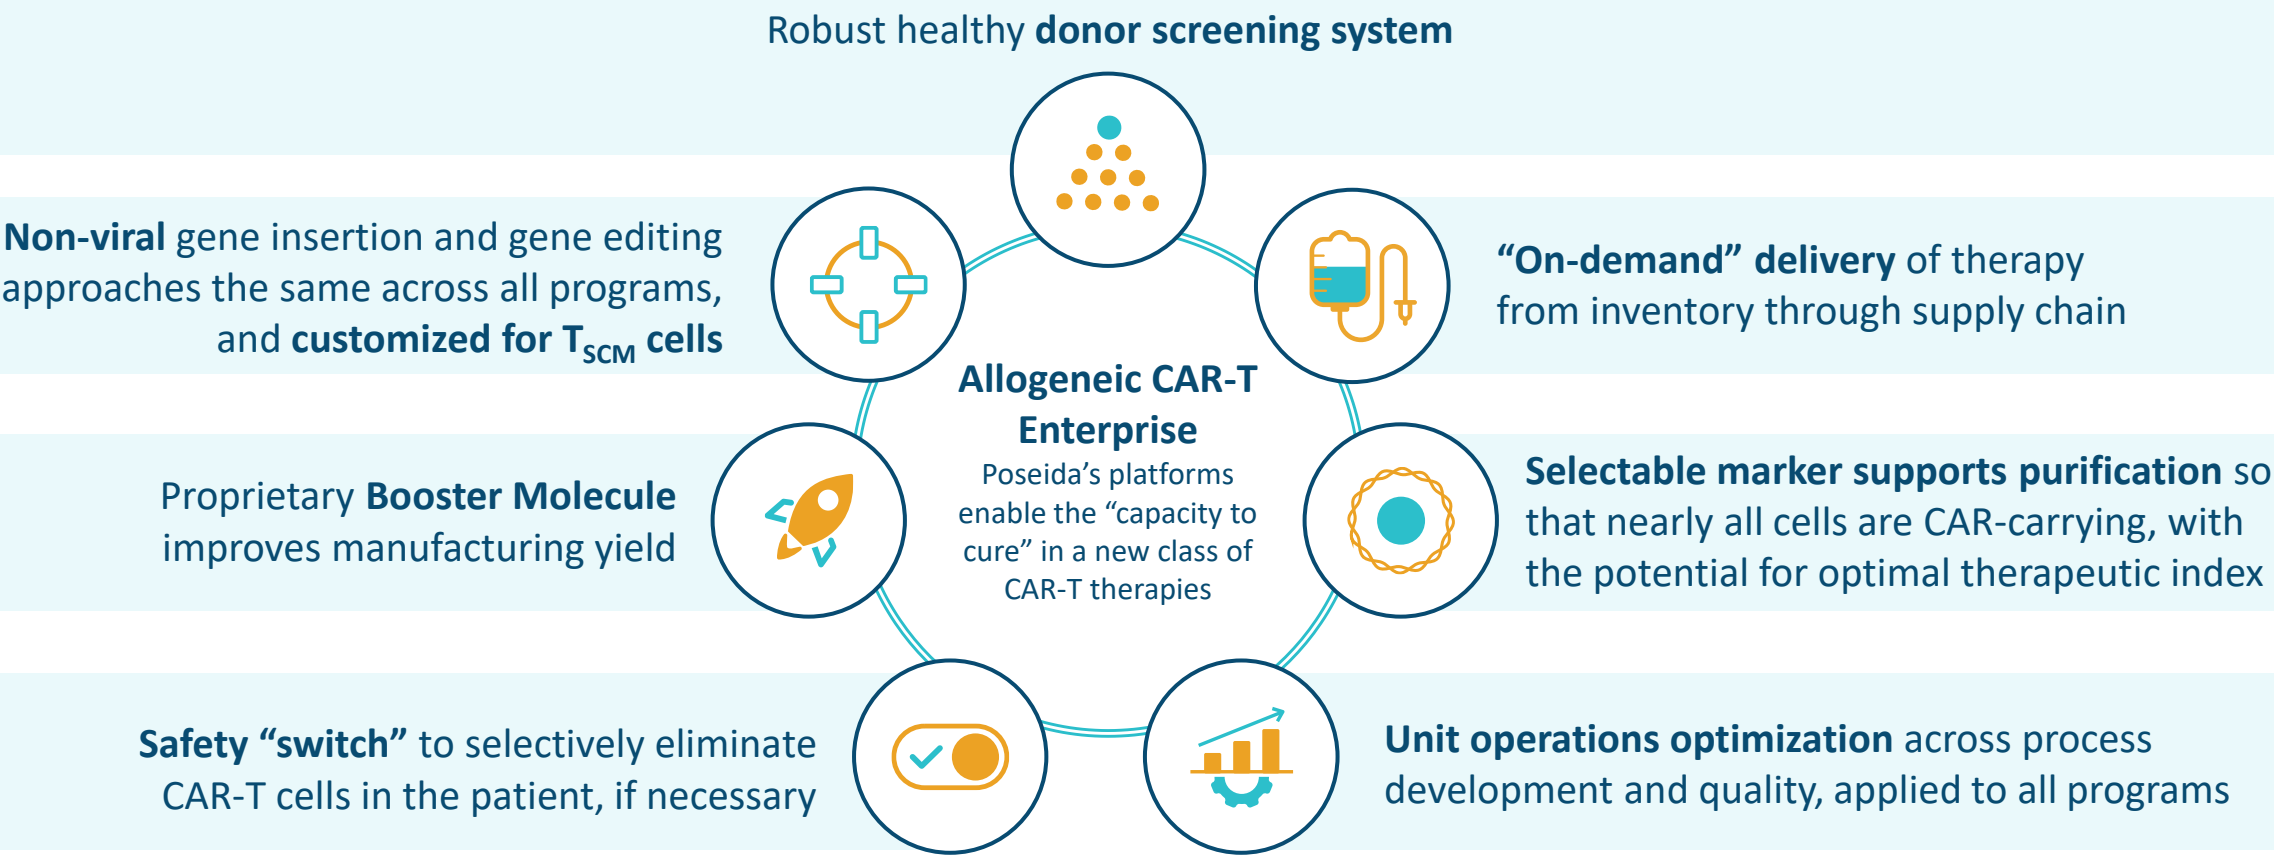 Robust healthy donor screening system
Non-viral gene insertion and gene editing
approaches the same across all programs,
and customized for TSCM cells
“On-demand” delivery of therapy
from inventory through supply chain
Allogeneic CAR-T
Enterprise
Poseida’s platforms
enable the “capacity to
cure” in a new class of
CAR-T therapies
Proprietary Booster Molecule
improves manufacturing yield
Selectable marker supports purification so
that nearly all cells are CAR-carrying, with
the potential for optimal therapeutic index
Safety “switch” to selectively eliminate
CAR-T cells in the patient, if necessary
Unit operations optimization across process
development and quality, applied to all programs